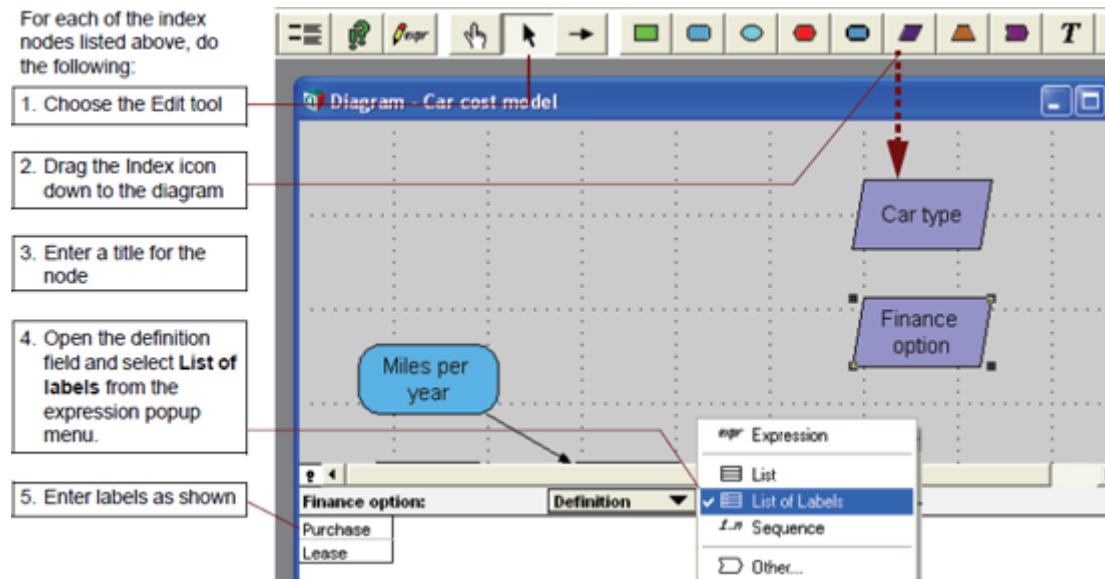 For each of the index
nodes listed above, do
the following:
1. Choose the Edit tool
2. Drag the Index icon
down to the diagram
3. Enter a title for the
node
4. Open the definition
field and select List of
labels from the
expression popup
menu.
5. Enter labels as shown
expr
T
Diagram - Car cost model
Car type
Finance
option
Miles per
year
expr Expression
List
List of Labels
1..n Sequence
Other...
Finance option:
Definition
Purchase
Lease